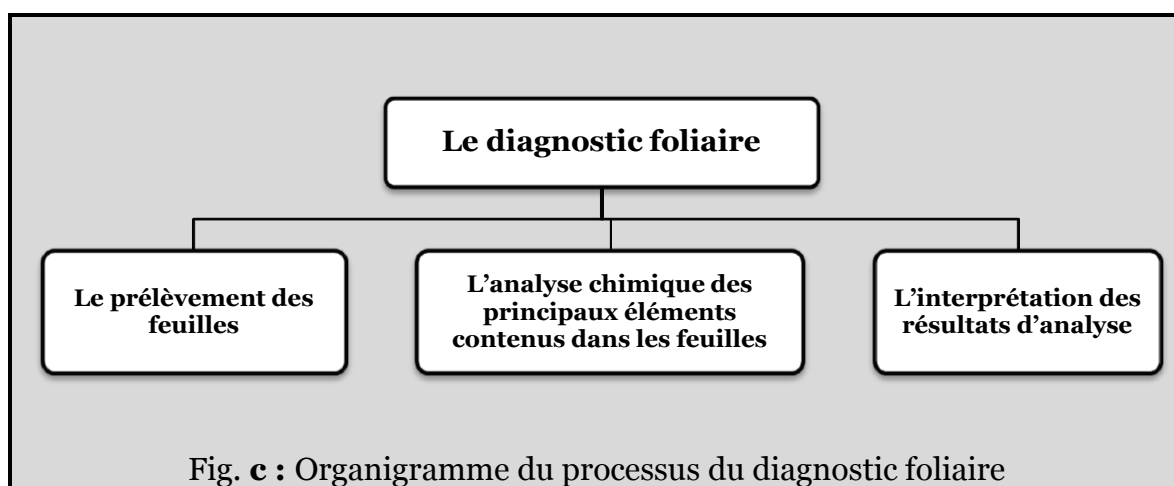 Le diagnostic foliaire
Le prélèvement des
feuilles
L’analyse chimique des
principaux éléments
contenus dans les feuilles
L’interprétation des
résultats d’analyse
Fig. c : Organigramme du processus du diagnostic foliaire